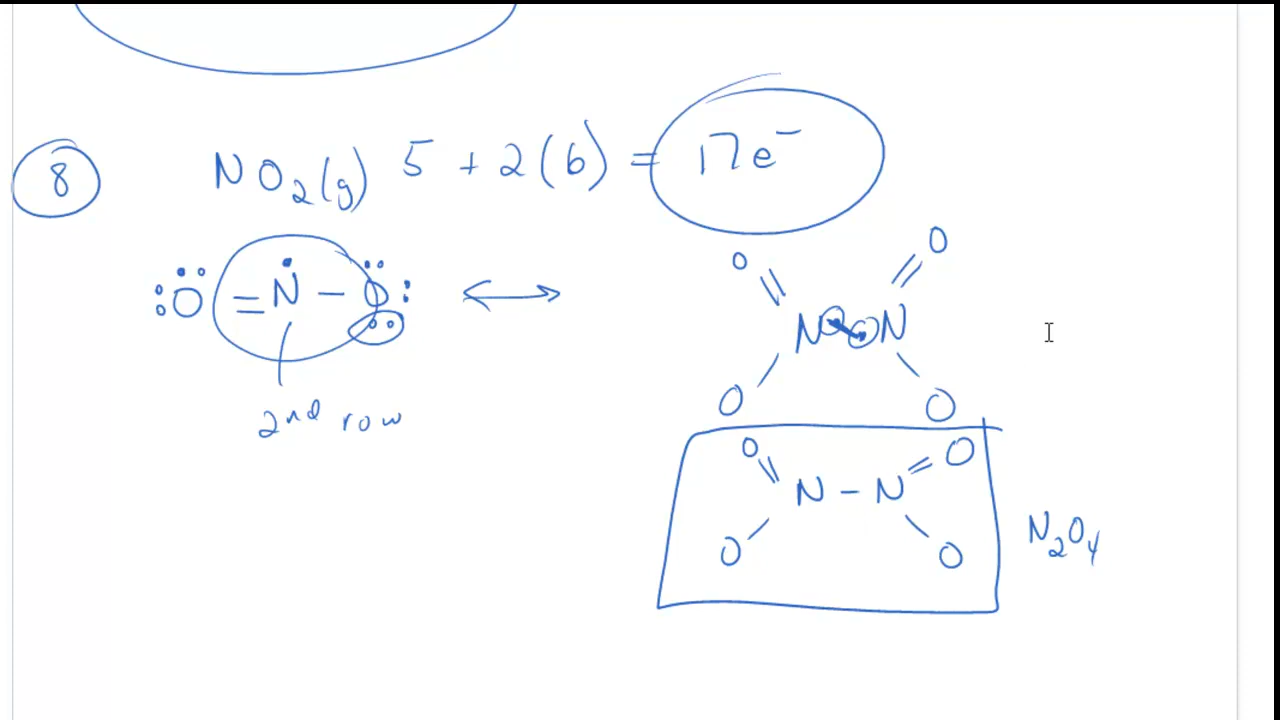 8 NO₂(g) 5 + 2(6) = 17e⁻
O O
:Ö = Ṅ – Ö: ↔ N N
O O
2nd row
O N – N O
N₂O₄
O O